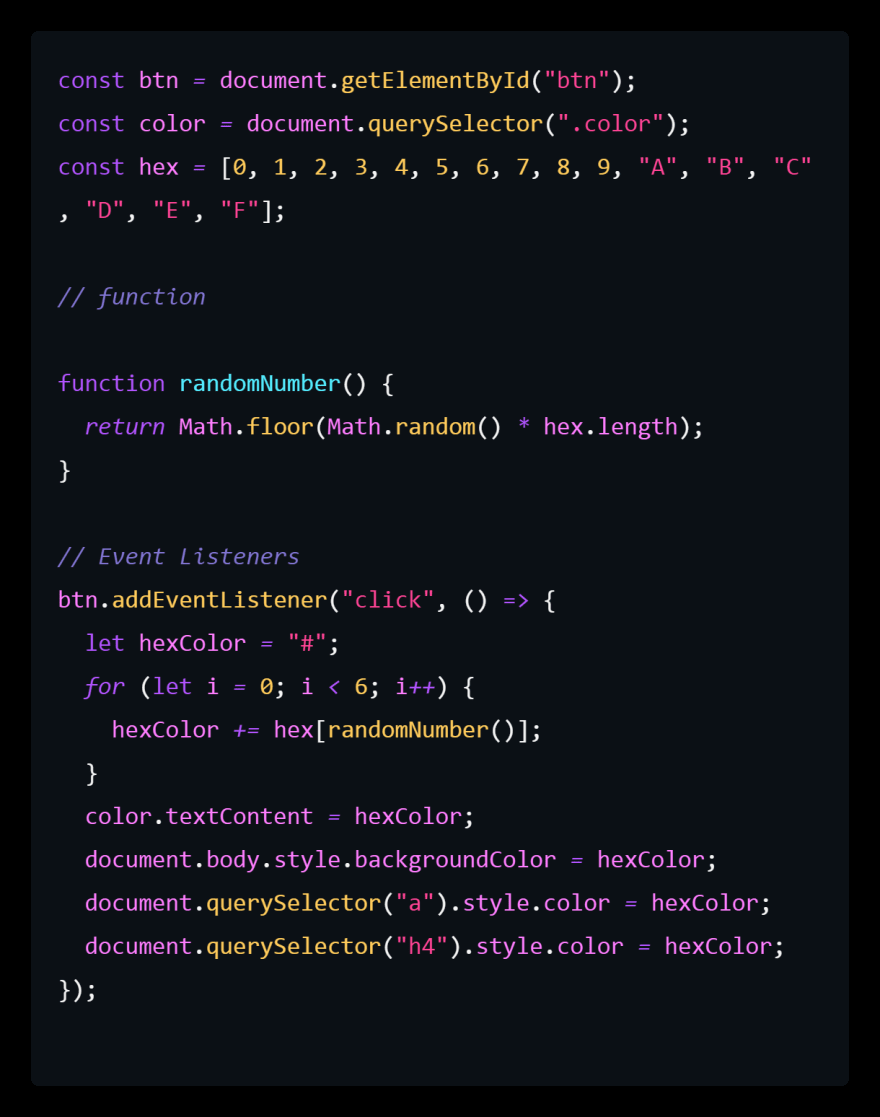 const btn = document.getElementById("btn");
const color = document.querySelector(".color");
const hex = [0, 1, 2, 3, 4, 5, 6, 7, 8, 9, "A", "B", "C"
, "D", "E", "F"];
// function
function randomNumber() {
  return Math.floor(Math.random() * hex.length);
}
// Event Listeners
btn.addEventListener("click", () => {
  let hexColor = "#";
  for (let i = 0; i < 6; i++) {
    hexColor += hex[randomNumber()];
  }
  color.textContent = hexColor;
  document.body.style.backgroundColor = hexColor;
  document.querySelector("a").style.color = hexColor;
  document.querySelector("h4").style.color = hexColor;
});